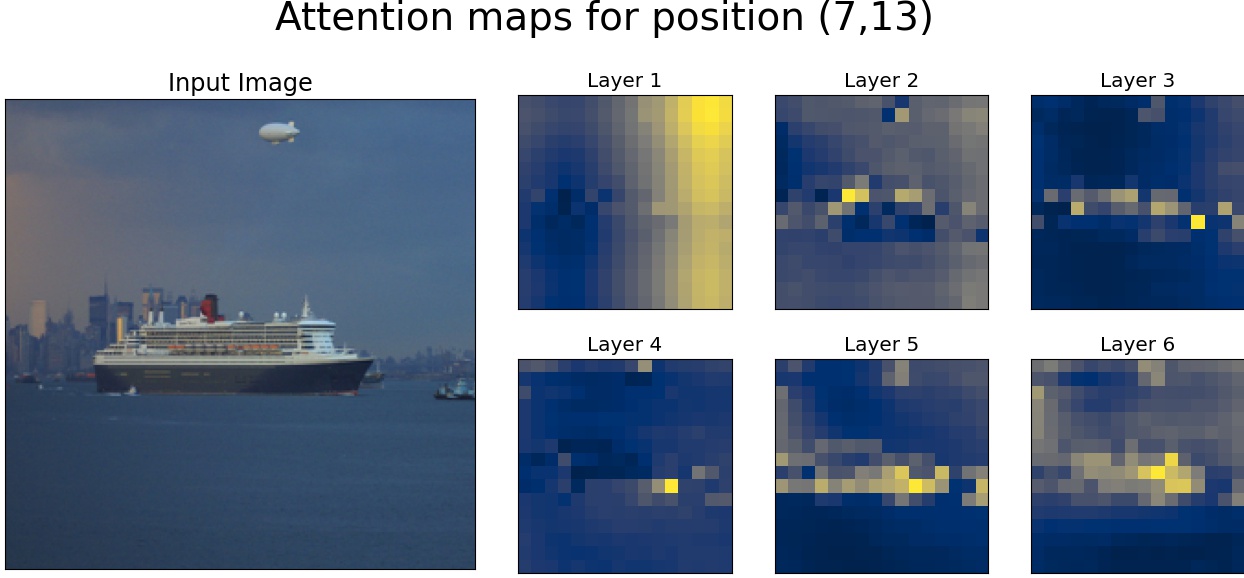 Attention maps for position (7,13)
Input Image
Layer 1
Layer 2
Layer 3
Layer 4
Layer 5
Layer 6